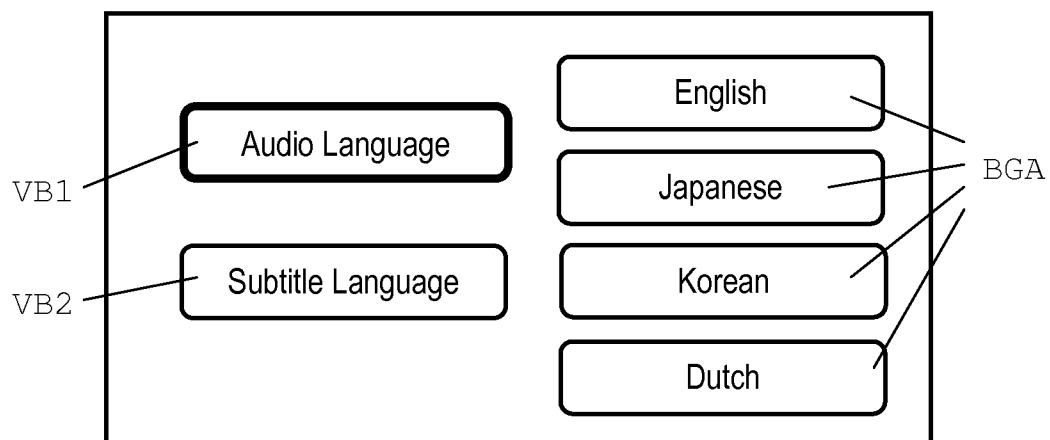 English
Audio Language
VB1
Japanese
BGA
Subtitle Language
Korean
VB2
Dutch